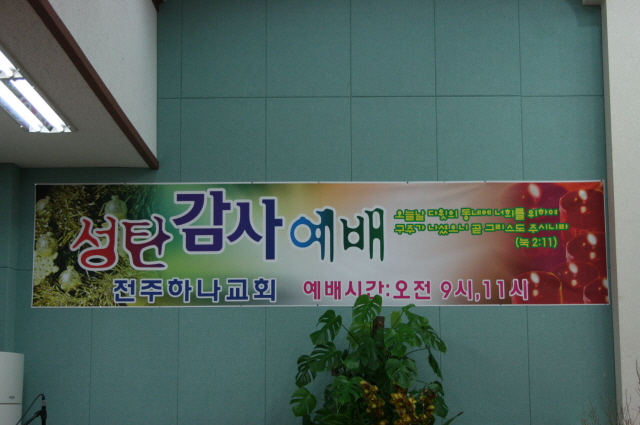 성탄 감사 예배
오늘날 다윗의 동네에 너희를 위하여
구주가 나셨으니 곧 그리스도 주시니라
(눅 2:11)
전주하나교회 예배시간:오전 9시,11시